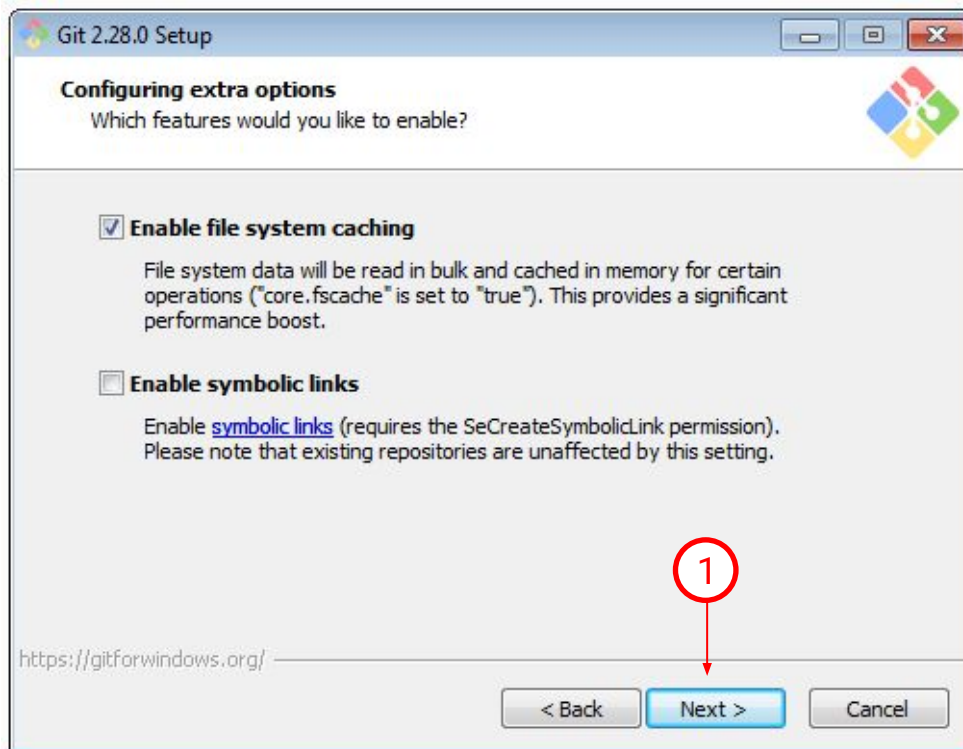 Git 2.28.0 Setup
Configuring extra options
Which features would you like to enable?
Enable file system caching
File system data will be read in bulk and cached in memory for certain
operations ("core.fscache" is set to "true"). This provides a significant
performance boost.
Enable symbolic links
Enable symbolic links (requires the SeCreateSymbolicLink permission).
Please note that existing repositories are unaffected by this setting.
1
https://gitforwindows.org/
< Back Next > Cancel